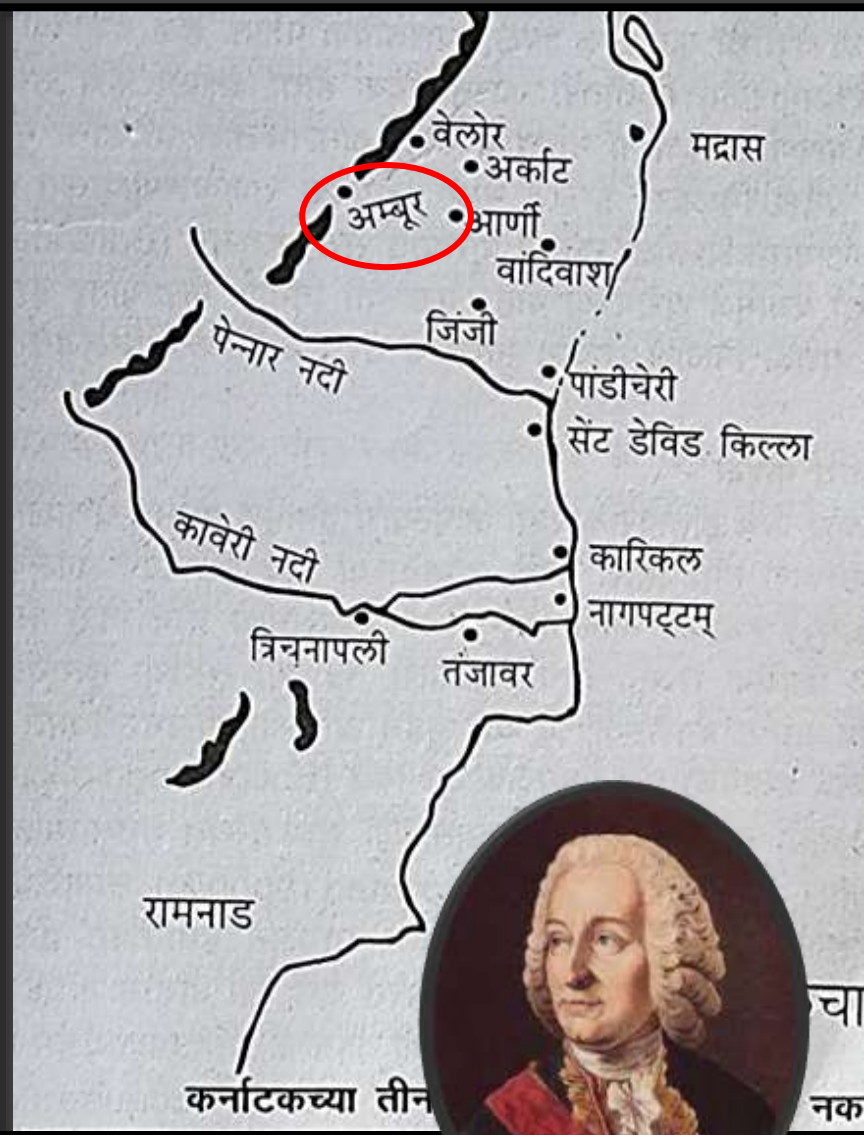 वेलोर
अर्काट
मद्रास
अम्बूर
आर्णी
वांदिवाश
जिंजी
पेन्नार नदी
पांडीचेरी
सेंट डेविड किल्ला
कावेरी नदी
कारिकल
नागपट्टम्
त्रिचनापली
तंजावर
रामनाड
चा
कर्नाटकच्या तीन नक